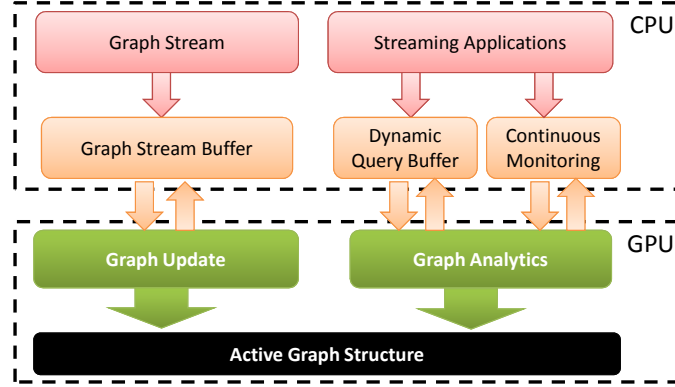 CPU
Graph Stream
Streaming Applications
Graph Stream Buffer
Dynamic
Query Buffer
Continuous
Monitoring
GPU
Graph Update
Graph Analytics
Active Graph Structure